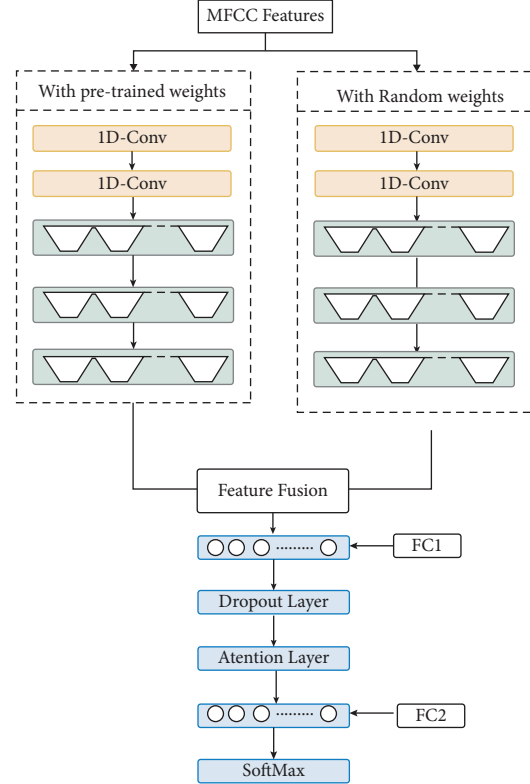 MFCC Features
With pre-trained weights
1D-Conv
1D-Conv
With Random weights
1D-Conv
1D-Conv
Feature Fusion
FC1
Dropout Layer
Atention Layer
FC2
SoftMax